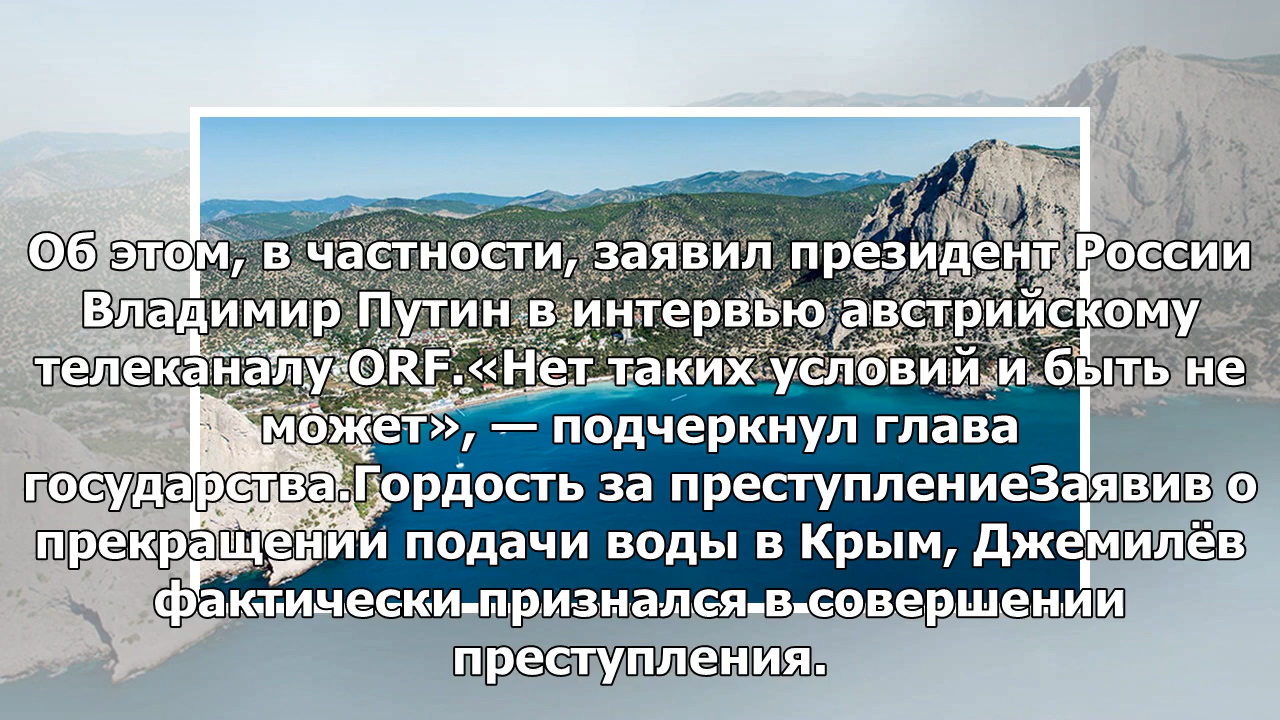 Об этом, в частности, заявил президент России
Владимир Путин в интервью австрийскому
телеканалу ORF.«Нет таких условий и быть не
может», — подчеркнул глава
государства.Гордость за преступлениеЗаявив о
прекращении подачи воды в Крым, Джемилёв
фактически признался в совершении
преступления.